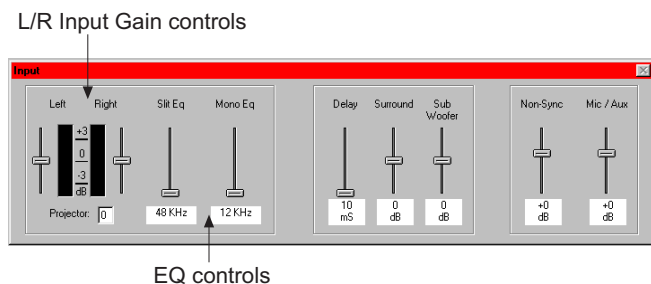 L/R Input Gain controls
Input
Left Right Slit Eq Mono Eq Delay Surround Sub Woofer Non-Sync Mic / Aux
+3
0
-3
dB
Projector: 0
48 KHz 12 KHz
10 mS
0 dB
0 dB
+0 dB
+0 dB
EQ controls